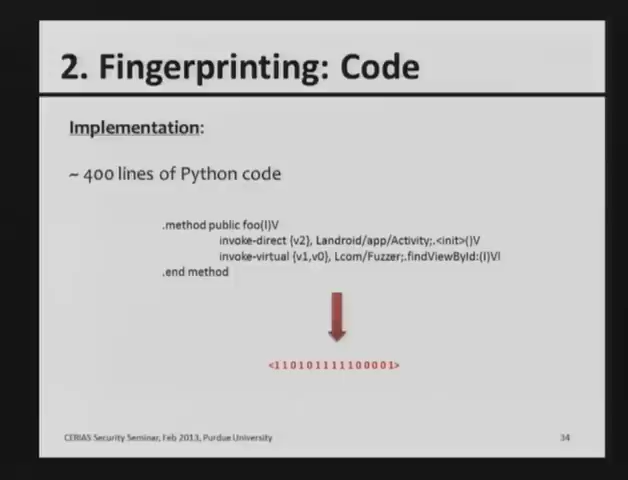 2. Fingerprinting: Code
Implementation:
~ 400 lines of Python code
.method public foo(I)V
invoke-direct {v2}, Landroid/app/Activity;.<init>()V
invoke-virtual {v1,v0}, Lcom/Fuzzer;.findViewById:(I)VI
.end method
<110101111100001>
CERIAS Security Seminar, Feb 2013, Purdue University
34